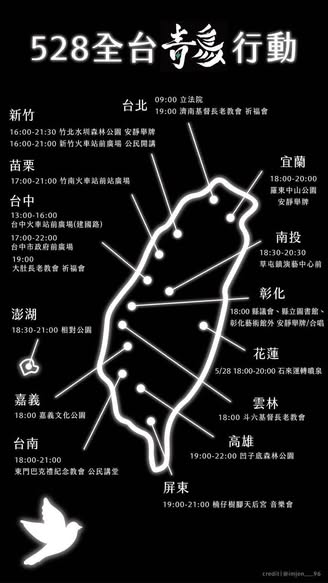 528全台青鳥行動
台北
09:00 立法院
19:00 濟南基督長老教會 祈福會
新竹
16:00-21:30 竹北水圳森林公園 安靜舉牌
16:00-21:00 新竹火車站前廣場 公民開講
苗栗
17:00-21:00 竹南火車站前站廣場
台中
13:00-16:00
台中火車站前廣場(建國路)
17:00-22:00
台中市政府前廣場
19:00
大肚長老教會 祈福會
澎湖
18:30-21:30 相對公園
嘉義
18:00 嘉義文化公園
台南
18:00-21:00
東門巴克禮紀念教會 公民講堂
宜蘭
18:00-20:00
羅東中山公園
安靜舉牌
南投
18:30-20:30
草屯鎮演藝中心前
彰化
18:00 縣議會、縣立圖書館、
彰化藝術館外 安靜舉牌/合唱
花蓮
5/28 18:00-20:00 石來運轉噴泉
雲林
18:00 斗六基督長老教會
高雄
19:00-22:00 凹子底森林公園
屏東
19:00-21:00 楠仔樹腳天后宮 音樂會